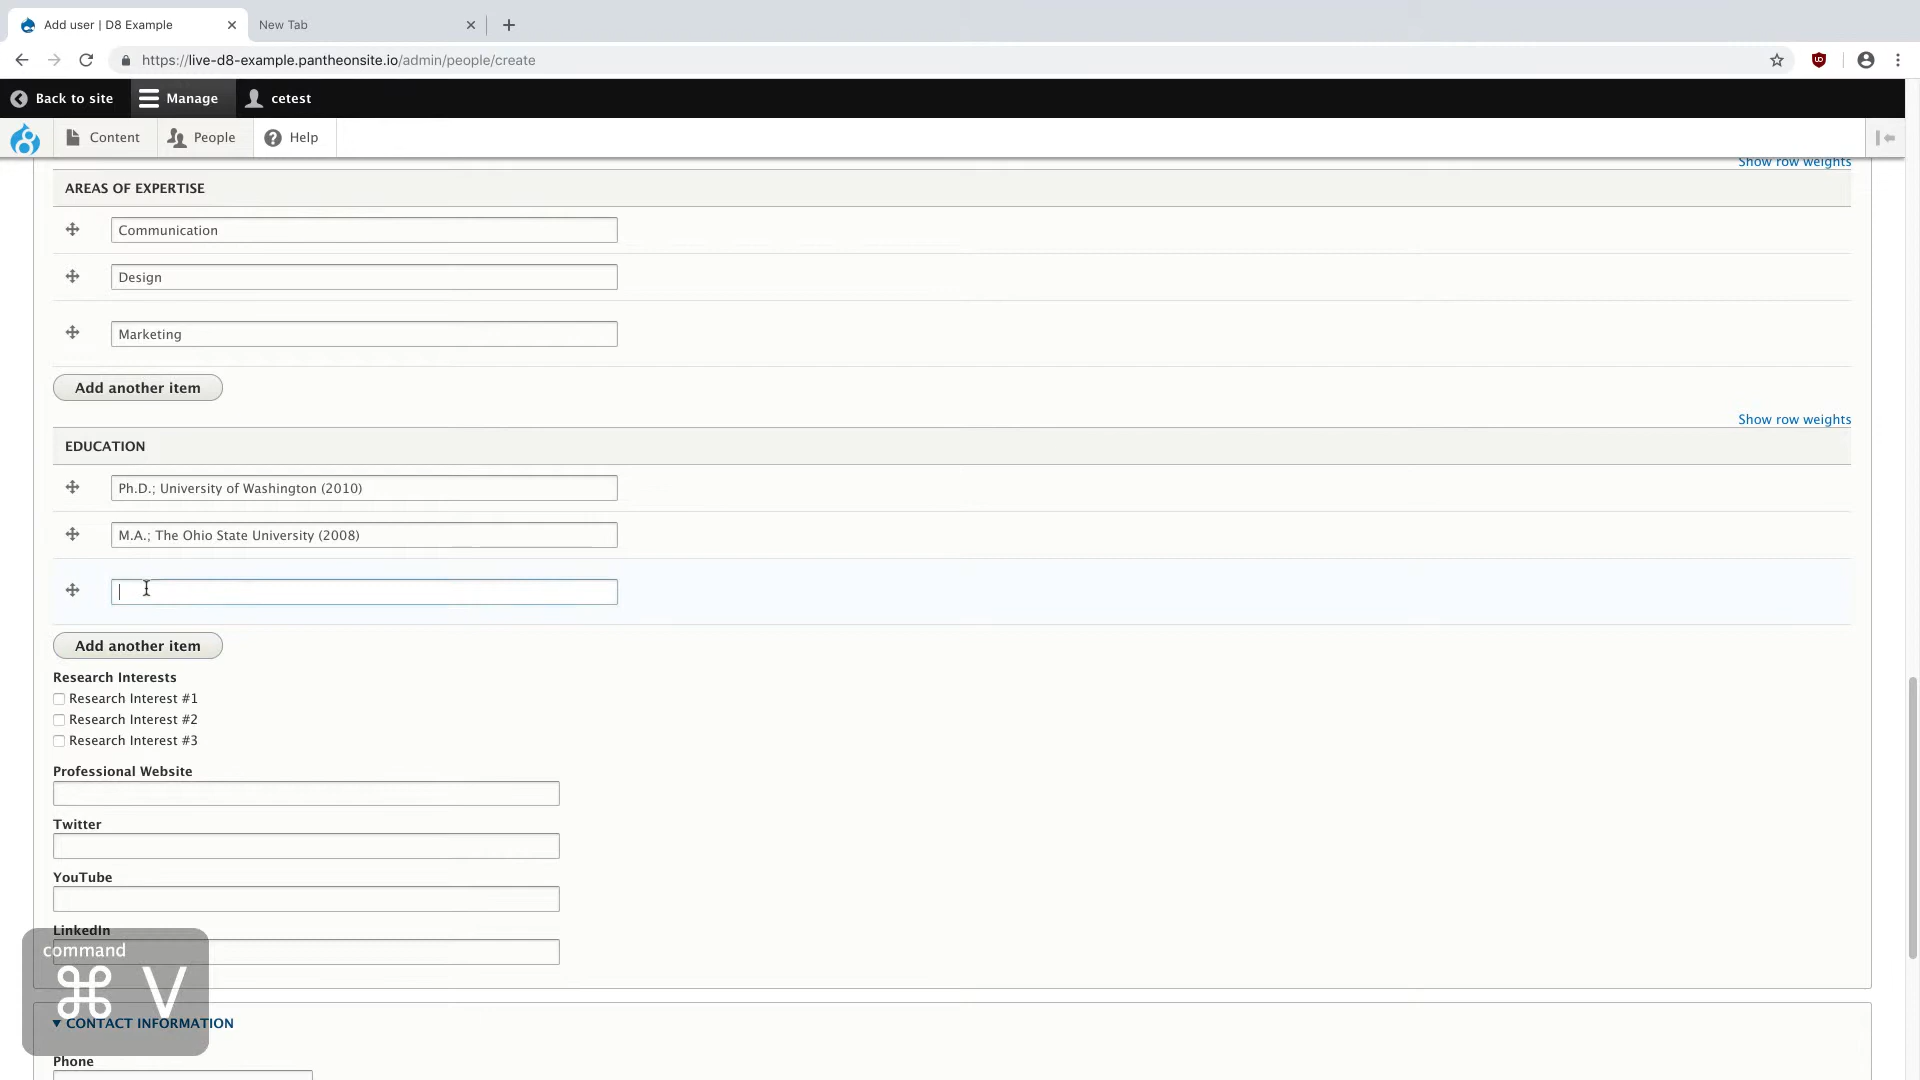 Add user | D8 Example
New Tab
https://live-d8-example.pantheonsite.io/admin/people/create
Back to site
Manage
cetest
Content
People
Help
Show row weights
AREAS OF EXPERTISE
Communication
Design
Marketing
Add another item
Show row weights
EDUCATION
Ph.D.; University of Washington (2010)
M.A.; The Ohio State University (2008)
Add another item
Research Interests
Research Interest #1
Research Interest #2
Research Interest #3
Professional Website
Twitter
YouTube
LinkedIn
command
⌘ V
CONTACT INFORMATION
Phone